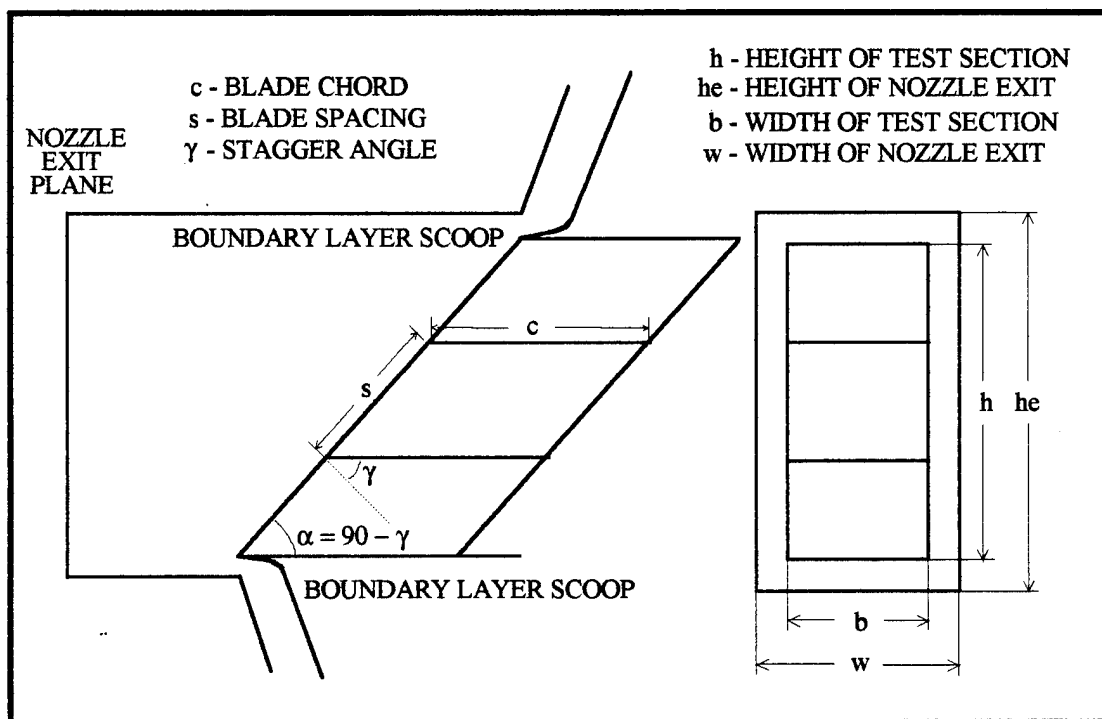 c - BLADE CHORD
s - BLADE SPACING
γ - STAGGER ANGLE
h - HEIGHT OF TEST SECTION
he - HEIGHT OF NOZZLE EXIT
b - WIDTH OF TEST SECTION
w - WIDTH OF NOZZLE EXIT
NOZZLE
EXIT
PLANE
BOUNDARY LAYER SCOOP
c
s
γ
α = 90 − γ
BOUNDARY LAYER SCOOP
h
he
b
w